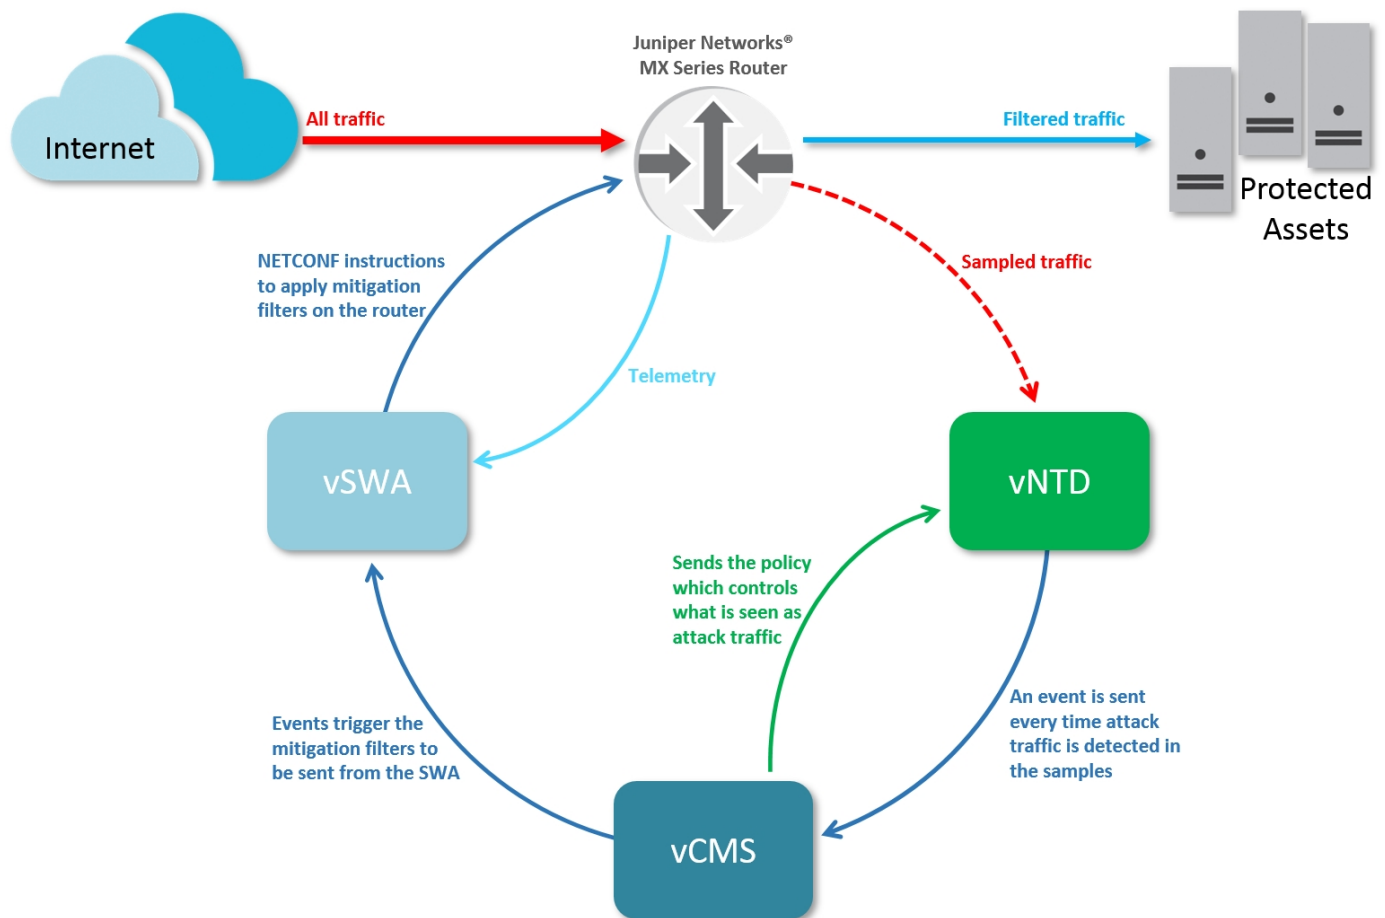 Juniper Networks®
MX Series Router
All traffic
Filtered traffic
Internet
Protected
Assets
NETCONF instructions
to apply mitigation
filters on the router
Sampled traffic
Telemetry
vSWA
vNTD
Sends the policy
which controls
what is seen as
attack traffic
An event is sent
every time attack
traffic is detected in
the samples
Events trigger the
mitigation filters to
be sent from the SWA
vCMS